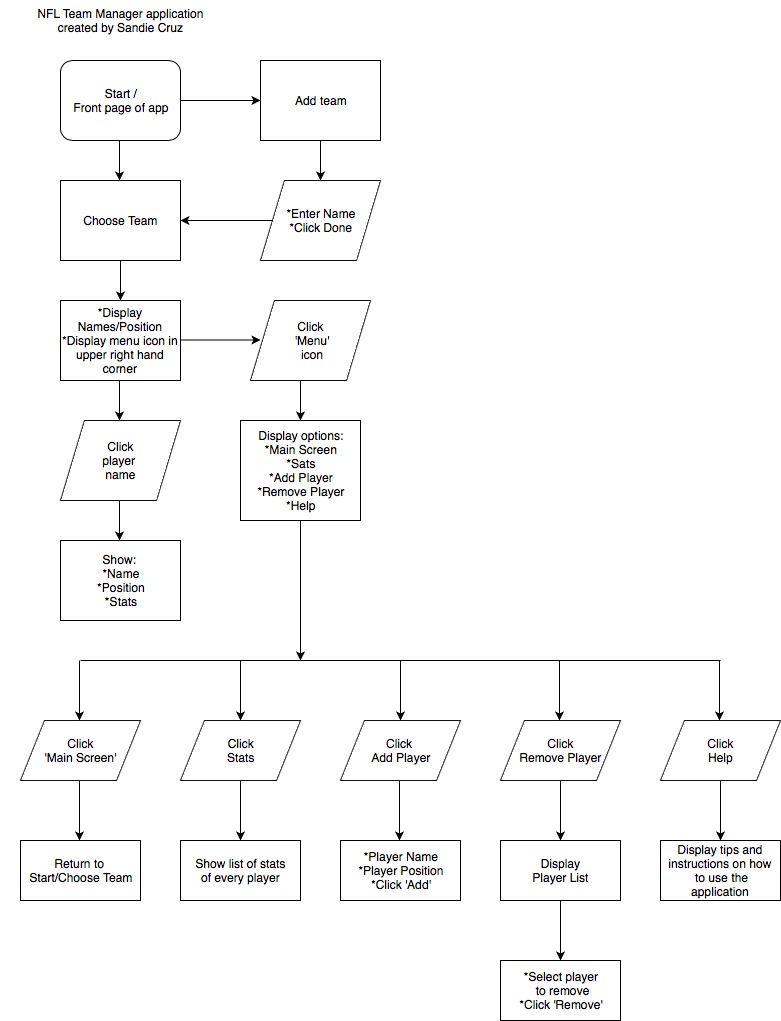 NFL Team Manager application
created by Sandie Cruz
Start /
Front page of app
Add team
Choose Team
*Enter Name
*Click Done
*Display
Names/Position
*Display menu icon in
upper right hand
corner
Click
'Menu'
icon
Click
player
name
Display options:
*Main Screen
*Sats
*Add Player
*Remove Player
*Help
Show:
*Name
*Position
*Stats
Click
'Main Screen'
Click
Stats
Click
Add Player
Click
Remove Player
Click
Help
Return to
Start/Choose Team
Show list of stats
of every player
*Player Name
*Player Position
*Click 'Add'
Display
Player List
Display tips and
instructions on how
to use the
application
*Select player
to remove
*Click 'Remove'